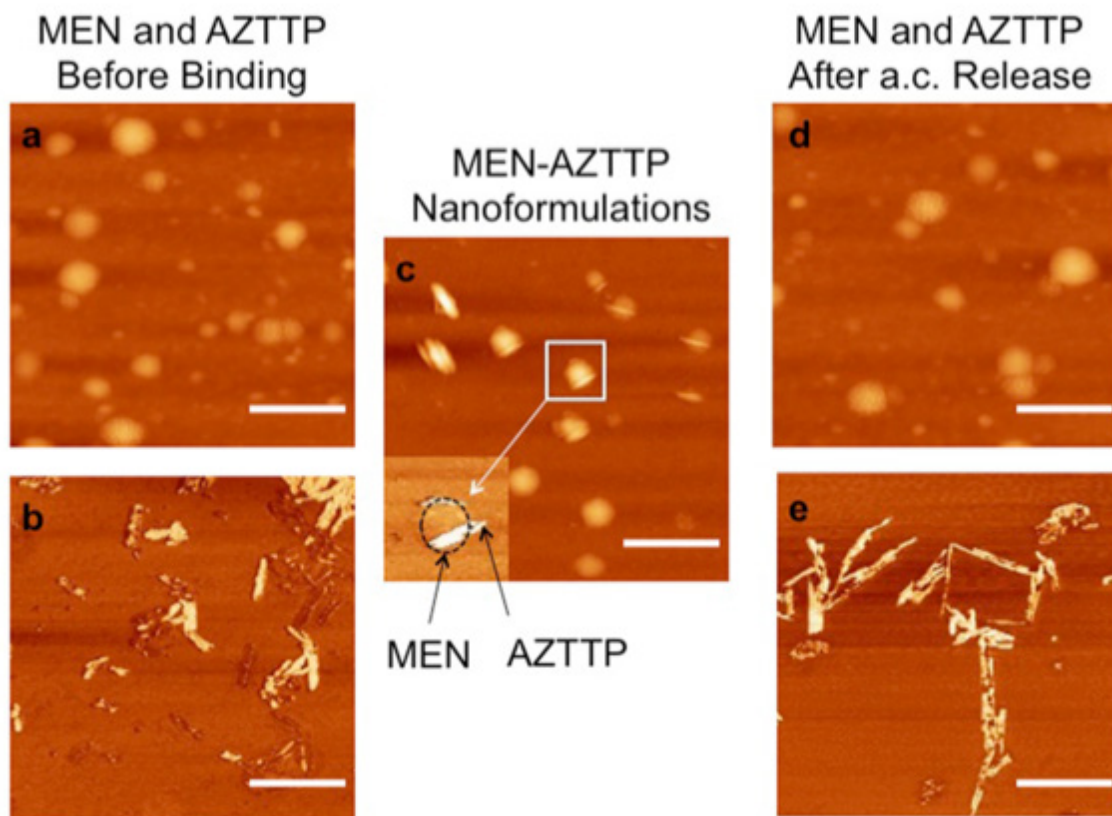 MEN and AZTTP
Before Binding
a
b
MEN-AZTTP
Nanoformulations
c
MEN
AZTTP
MEN and AZTTP
After a.c. Release
d
e